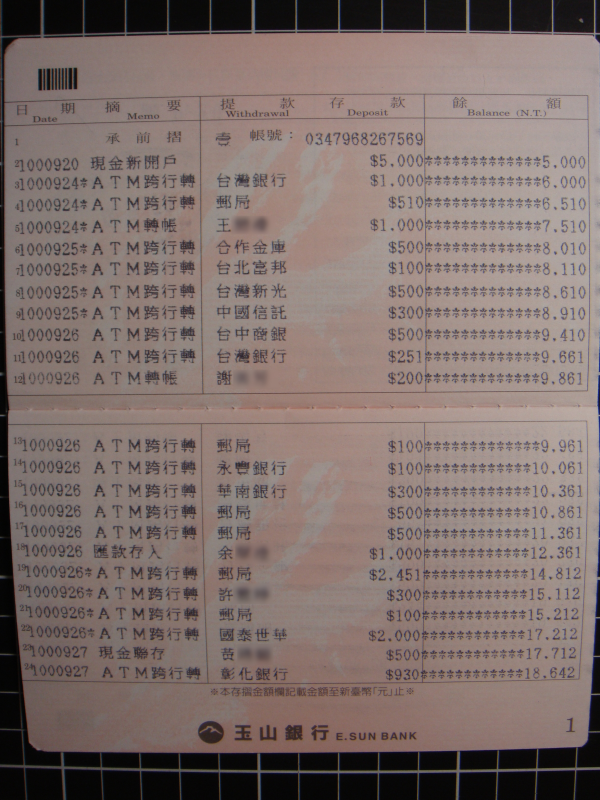 日 期 摘 要 提 款 存 款 餘 額
Date Memo Withdrawal Deposit Balance (N.T.)
1 承前摺 壹 帳號： 0347968267569
2 1000920 現金新開戶 $5.000***************5.000
3 1000924* ＡＴＭ跨行轉 台灣銀行 $1.000***************6.000
4 1000924* ＡＴＭ跨行轉 郵局 $510***************6.510
5 1000924* ＡＴＭ轉帳 王 $1.000***************7.510
6 1000925* ＡＴＭ跨行轉 合作金庫 $500***************8.010
7 1000925* ＡＴＭ跨行轉 台北富邦 $100***************8.110
8 1000925* ＡＴＭ跨行轉 台灣新光 $500***************8.610
9 1000925* ＡＴＭ跨行轉 中國信託 $300***************8.910
10 1000926 ＡＴＭ跨行轉 台中商銀 $500***************9.410
11 1000926 ＡＴＭ跨行轉 台灣銀行 $251***************9.661
12 1000926 ＡＴＭ轉帳 謝 $200***************9.861
13 1000926 ＡＴＭ跨行轉 郵局 $100***************9.961
14 1000926 ＡＴＭ跨行轉 永豐銀行 $100**************10.061
15 1000926 ＡＴＭ跨行轉 華南銀行 $300**************10.361
16 1000926 ＡＴＭ跨行轉 郵局 $500**************10.861
17 1000926 ＡＴＭ跨行轉 郵局 $500**************11.361
18 1000926 匯款存入 余 $1.000**************12.361
19 1000926* ＡＴＭ跨行轉 郵局 $2.451**************14.812
20 1000926* ＡＴＭ跨行轉 許 $300**************15.112
21 1000926* ＡＴＭ跨行轉 郵局 $100**************15.212
22 1000926* ＡＴＭ跨行轉 國泰世華 $2.000**************17.212
23 1000927 現金聯存 黃 $500**************17.712
24 1000927 ＡＴＭ跨行轉 彰化銀行 $930**************18.642
※本存摺金額欄記載金額至新臺幣「元」止※
玉山銀行 E.SUN BANK 1